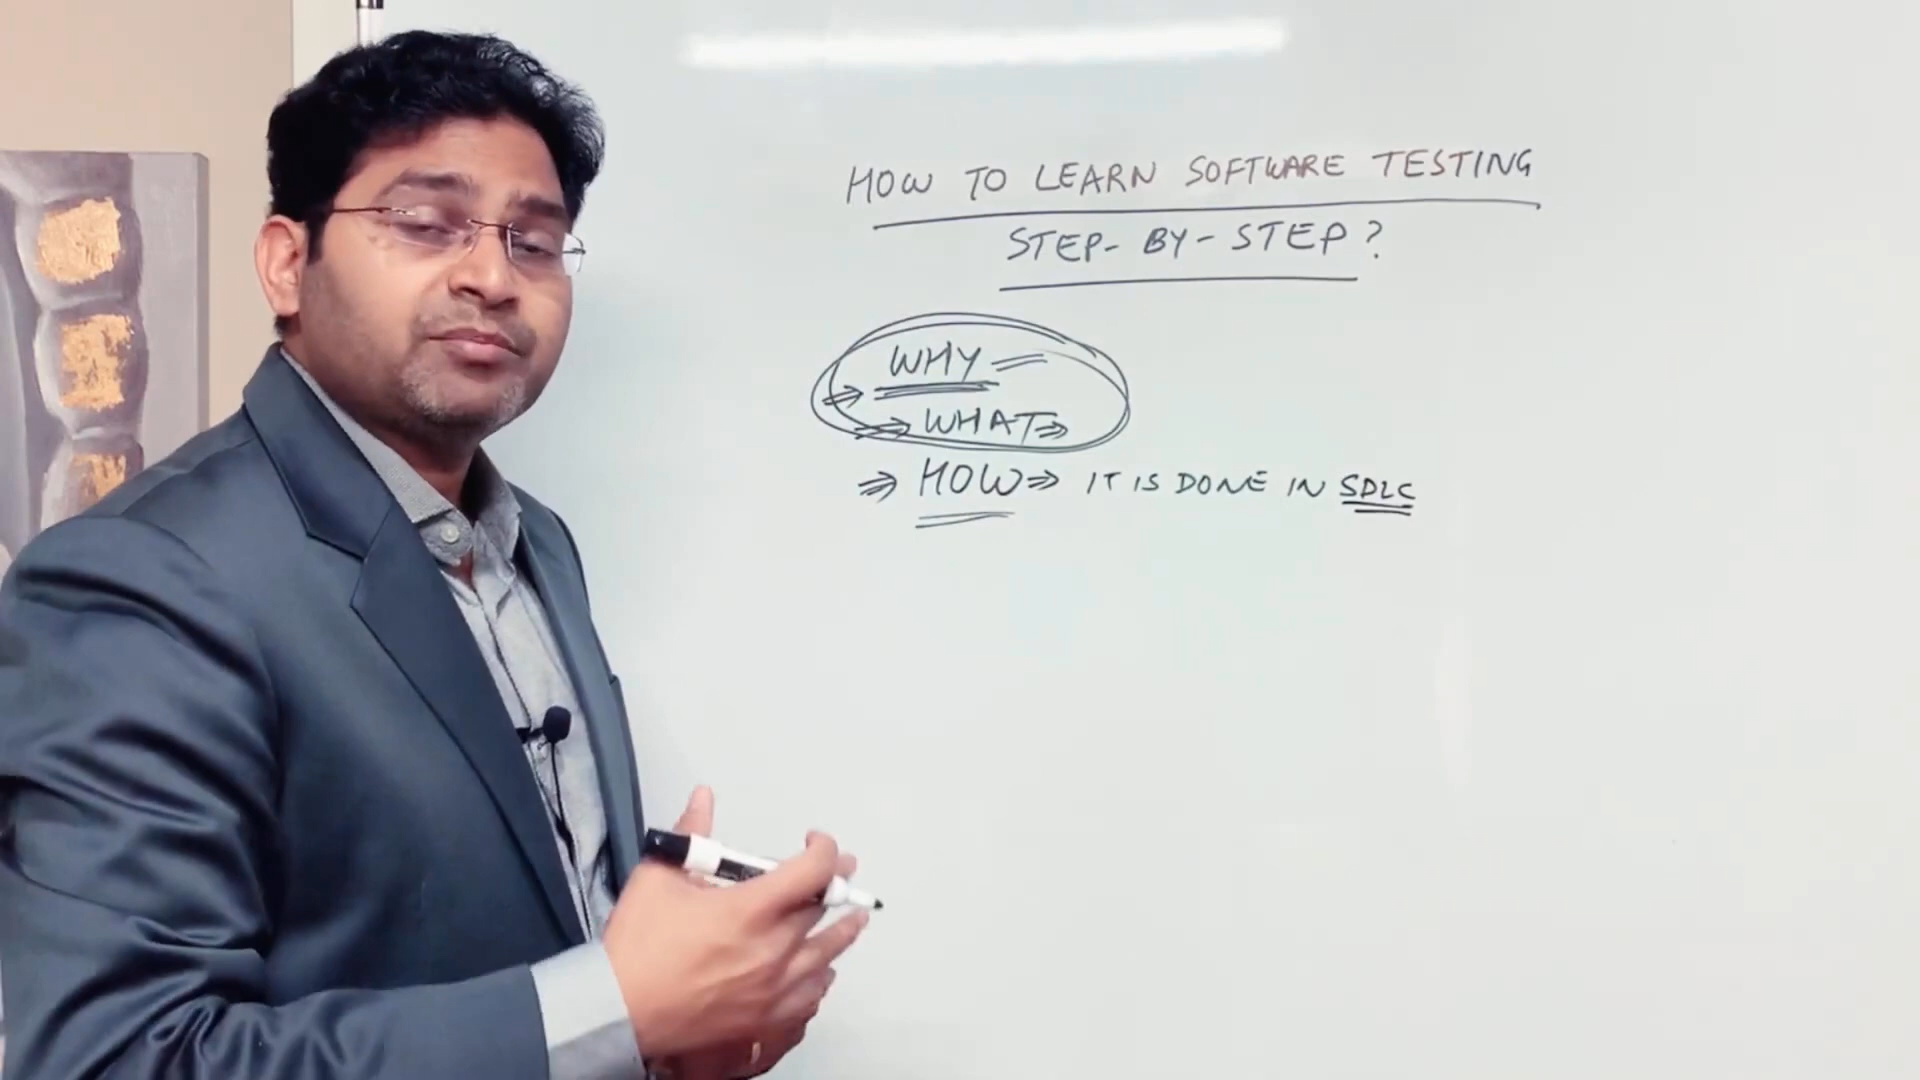 HOW TO LEARN SOFTWARE TESTING
STEP-BY-STEP?
WHY
WHAT
HOW ⇒ IT IS DONE IN SDLC